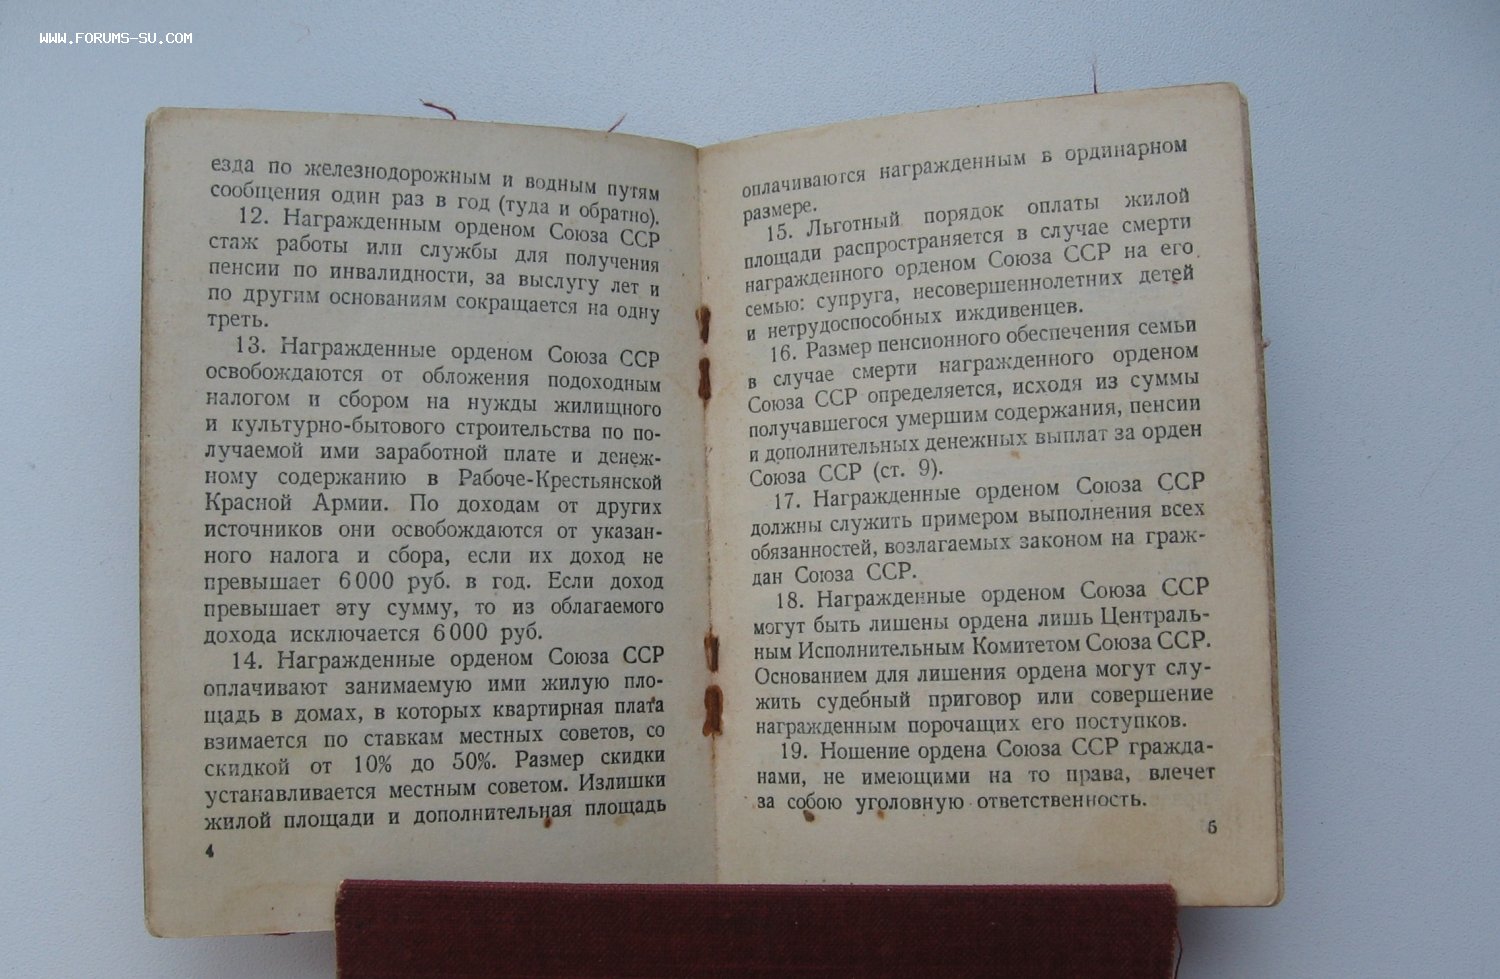 WWW.FORUMS-SU.COM
езда по железнодорожным и водным путям
сообщения один раз в год (туда и обратно).
12. Награжденным орденом Союза ССР
стаж работы или службы для получения
пенсии по инвалидности, за выслугу лет и
по другим основаниям сокращается на одну
треть.
13. Награжденные орденом Союза ССР
освобождаются от обложения подоходным
налогом и сбором на нужды жилищного
и культурно-бытового строительства по по-
лучаемой ими заработной плате и денеж-
ному содержанию в Рабоче-Крестьянской
Красной Армии. По доходам от других
источников они освобождаются от указан-
ного налога и сбора, если их доход не
превышает 6 000 руб. в год. Если доход
превышает эту сумму, то из облагаемого
дохода исключается 6 000 руб.
14. Награжденные орденом Союза ССР
оплачивают занимаемую ими жилую пло-
щадь в домах, в которых квартирная плата
взимается по ставкам местных советов, со
скидкой от 10% до 50%. Размер скидки
устанавливается местным советом. Излишки
жилой площади и дополнительная площадь
4
оплачиваются награжденным в ординарном
размере.
15. Льготный порядок оплаты жилой
площади распространяется в случае смерти
награжденного орденом Союза ССР на его
семью: супруга, несовершеннолетних детей
и нетрудоспособных иждивенцев.
16. Размер пенсионного обеспечения семьи
в случае смерти награжденного орденом
Союза ССР определяется, исходя из суммы
получавшегося умершим содержания, пенсии
и дополнительных денежных выплат за орден
Союза ССР (ст. 9).
17. Награжденные орденом Союза ССР
должны служить примером выполнения всех
обязанностей, возлагаемых законом на граж-
дан Союза ССР.
18. Награжденные орденом Союза ССР
могут быть лишены ордена лишь Централь-
ным Исполнительным Комитетом Союза ССР.
Основанием для лишения ордена могут слу-
жить судебный приговор или совершение
награжденным порочащих его поступков.
19. Ношение ордена Союза ССР гражда-
нами, не имеющими на то права, влечет
за собою уголовную ответственность.
5